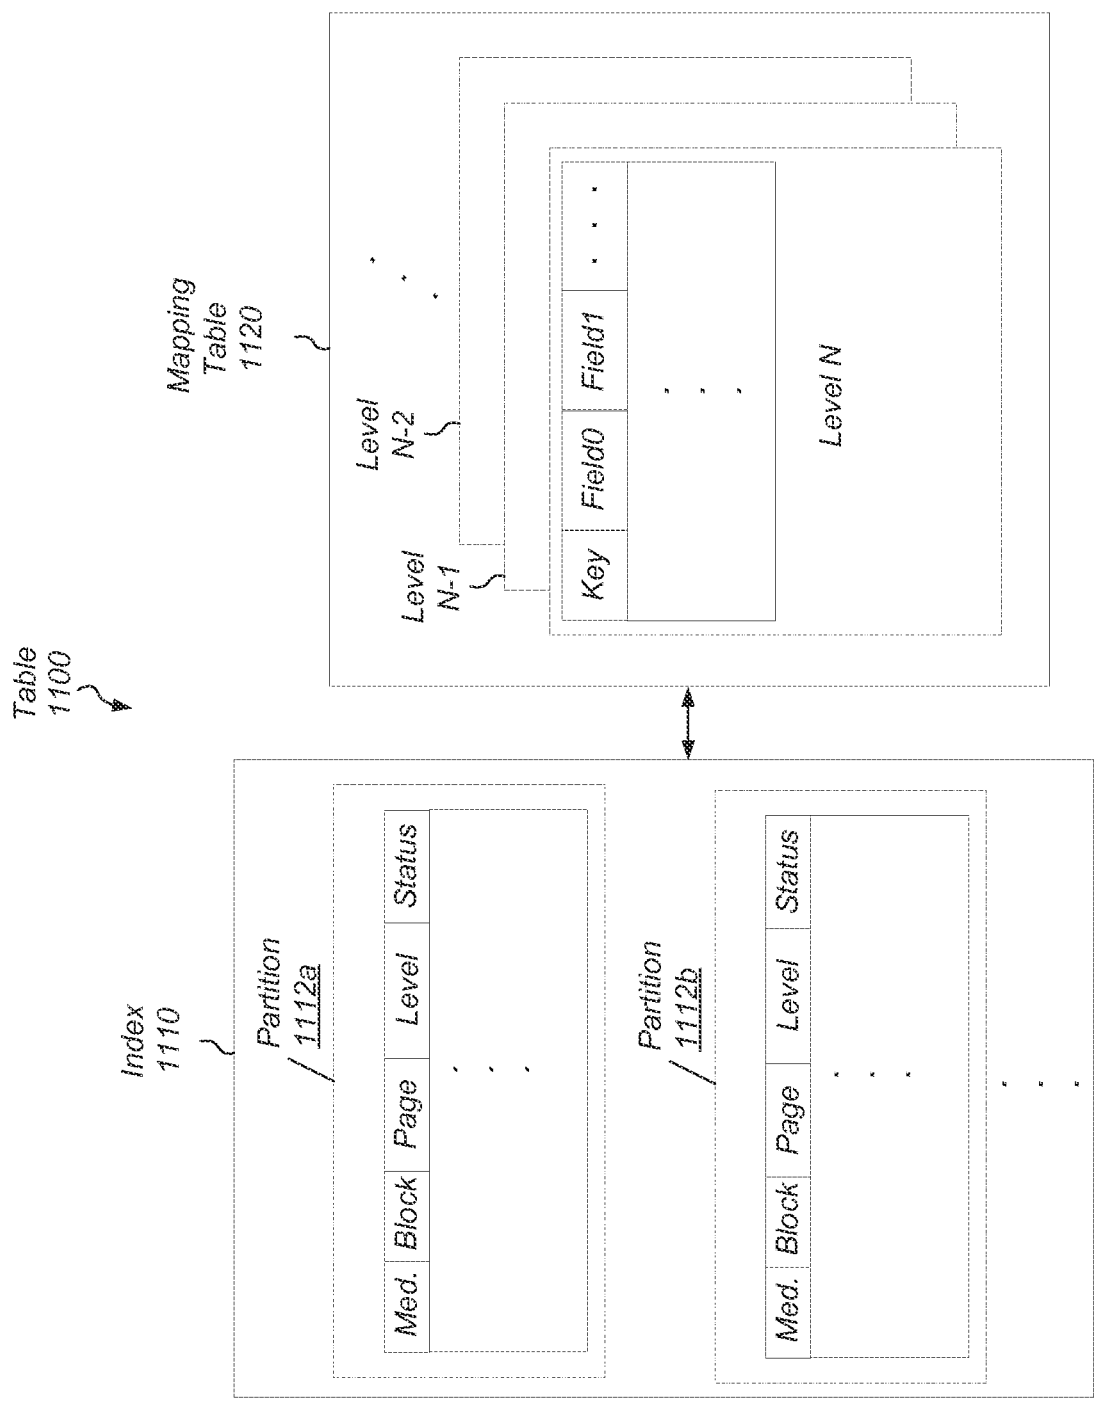 Table
1100
Index
1110
Partition
1112a
Med. Block Page Level Status
Partition
1112b
Med. Block Page Level Status
Mapping
Table
1120
Level
N-2
Level
N-1
Key Field0 Field1
Level N